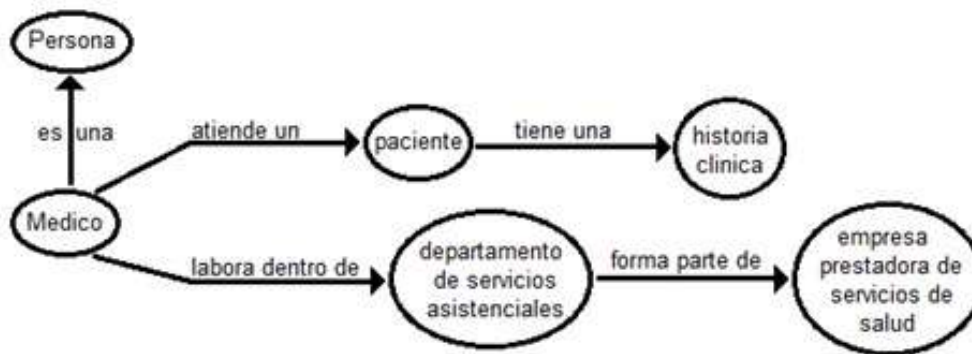 Persona
es una
atiende un
paciente
tiene una
historia
clinica
Medico
labora dentro de
departamento
de servicios
asistenciales
forma parte de
empresa
prestadora de
servicios de
salud